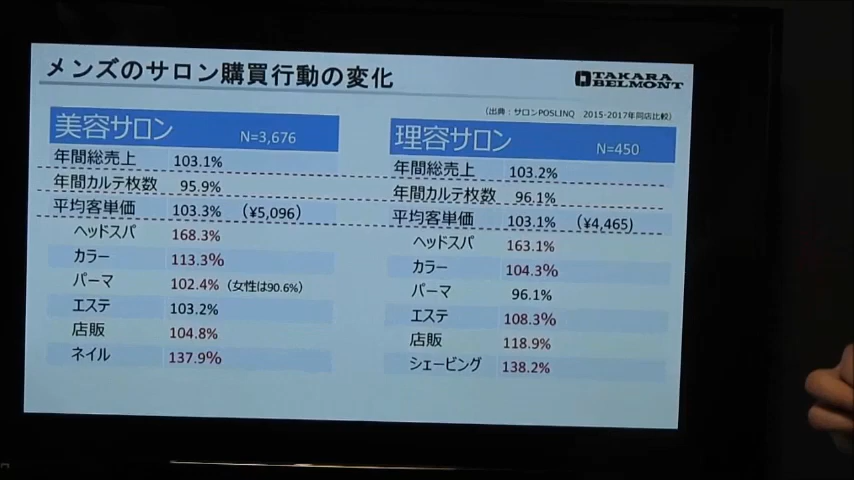 メンズのサロン購買行動の変化
TAKARA
BELMONT
（出典：サロンPOSLINQ 2015-2017年同店比較）
美容サロン N=3,676
年間総売上 103.1%
年間カルテ枚数 95.9%
平均客単価 103.3% （¥5,096）
ヘッドスパ 168.3%
カラー 113.3%
パーマ 102.4%（女性は90.6%）
エステ 103.2%
店販 104.8%
ネイル 137.9%
理容サロン N=450
年間総売上 103.2%
年間カルテ枚数 96.1%
平均客単価 103.1% （¥4,465）
ヘッドスパ 163.1%
カラー 104.3%
パーマ 96.1%
エステ 108.3%
店販 118.9%
シェービング 138.2%